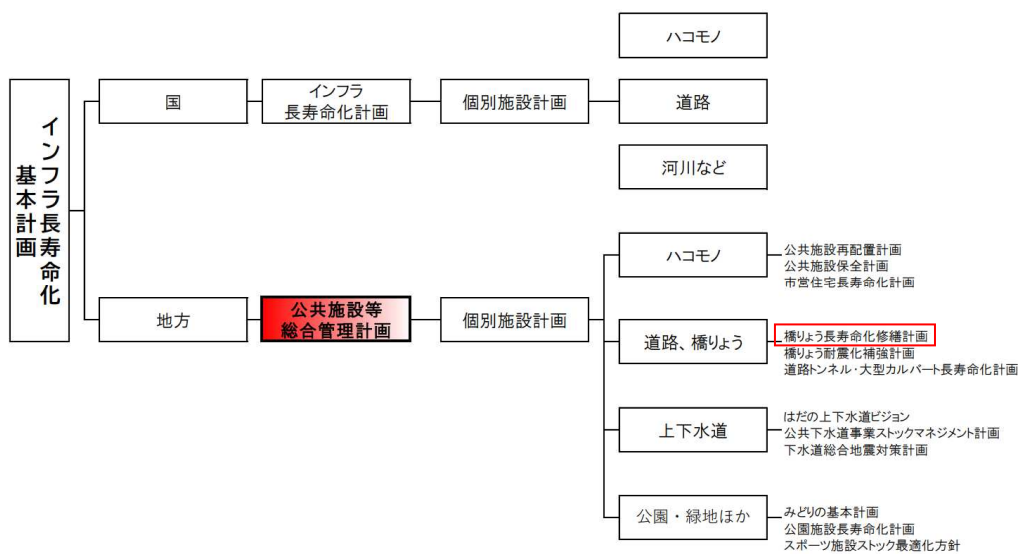 インフラ長寿命化
基本計画
国
インフラ
長寿命化計画
個別施設計画
ハコモノ
道路
河川など
地方
公共施設等
総合管理計画
個別施設計画
ハコモノ
公共施設再配置計画
公共施設保全計画
市営住宅長寿命化計画
道路、橋りょう
橋りょう長寿命化修繕計画
橋りょう耐震化補強計画
道路トンネル・大型カルバート長寿命化計画
上下水道
はだの上下水道ビジョン
公共下水道事業ストックマネジメント計画
下水道総合地震対策計画
公園・緑地ほか
みどりの基本計画
公園施設長寿命化計画
スポーツ施設ストック最適化方針